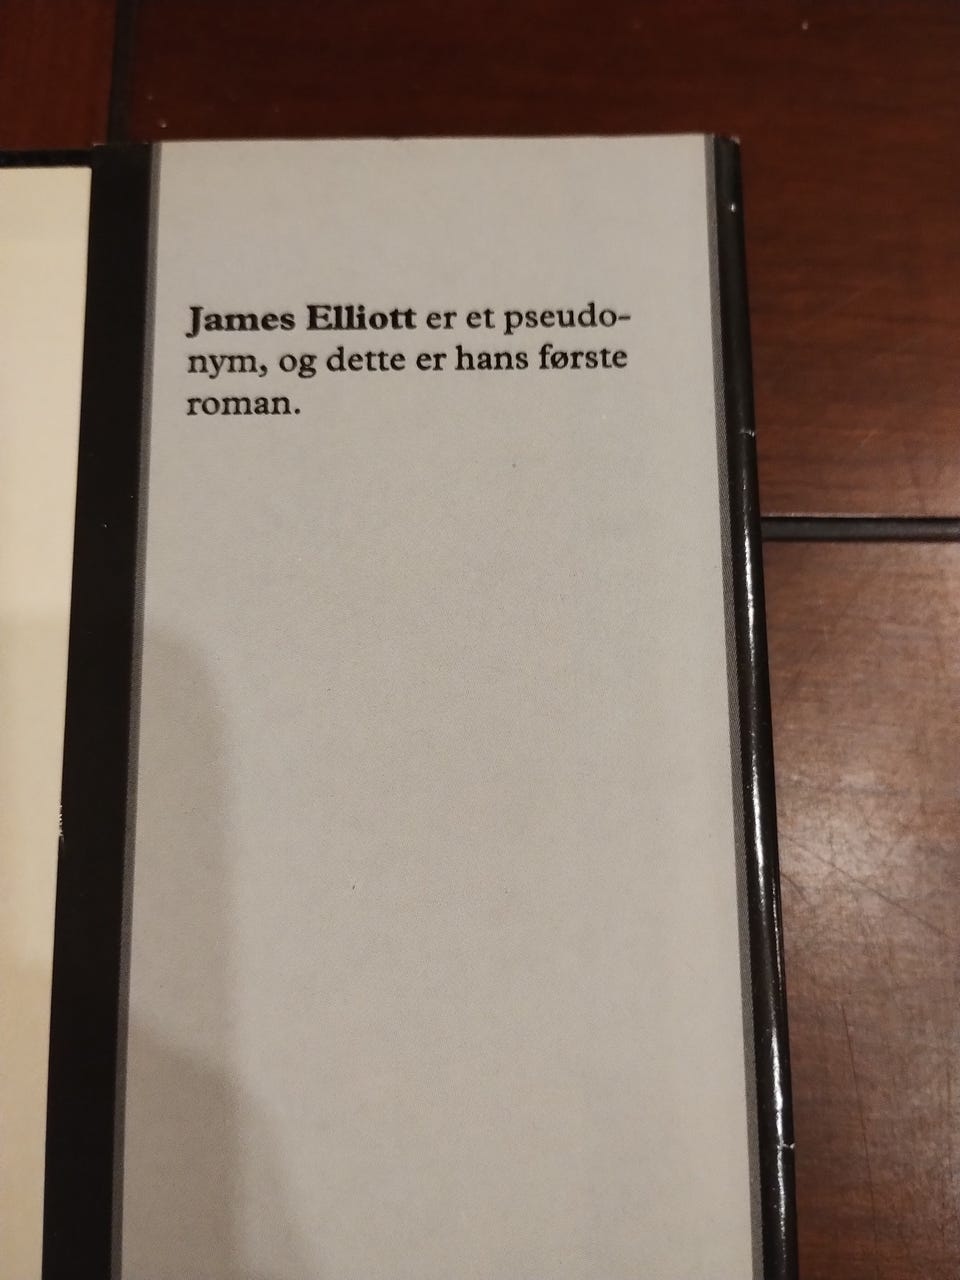 James Elliott er et pseudo-
nym, og dette er hans første
roman.